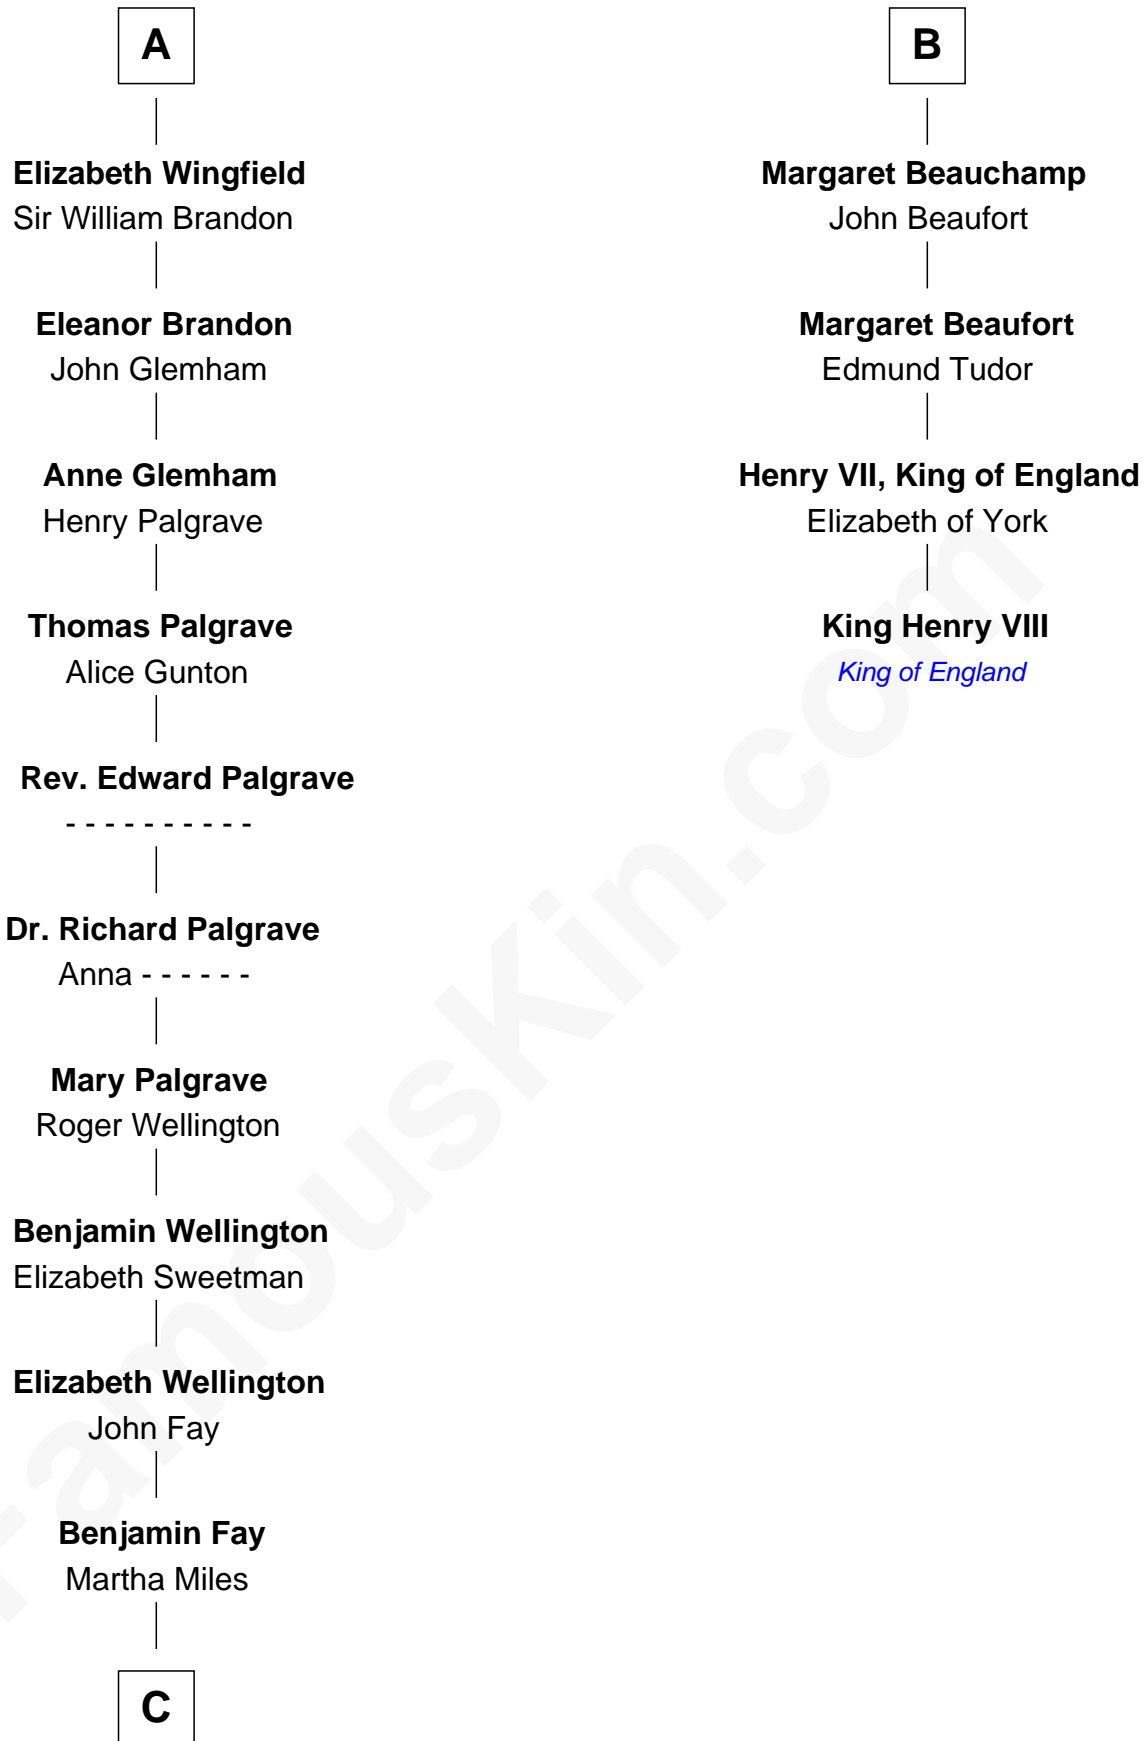 A
Elizabeth Wingfield
Sir William Brandon
Eleanor Brandon
John Glemham
Anne Glemham
Henry Palgrave
Thomas Palgrave
Alice Gunton
Rev. Edward Palgrave
- - - - - - - - - -
Dr. Richard Palgrave
Anna - - - - - -
Mary Palgrave
Roger Wellington
Benjamin Wellington
Elizabeth Sweetman
Elizabeth Wellington
John Fay
Benjamin Fay
Martha Miles
C
B
Margaret Beauchamp
John Beaufort
Margaret Beaufort
Edmund Tudor
Henry VII, King of England
Elizabeth of York
King Henry VIII
King of England
FamousKin.com